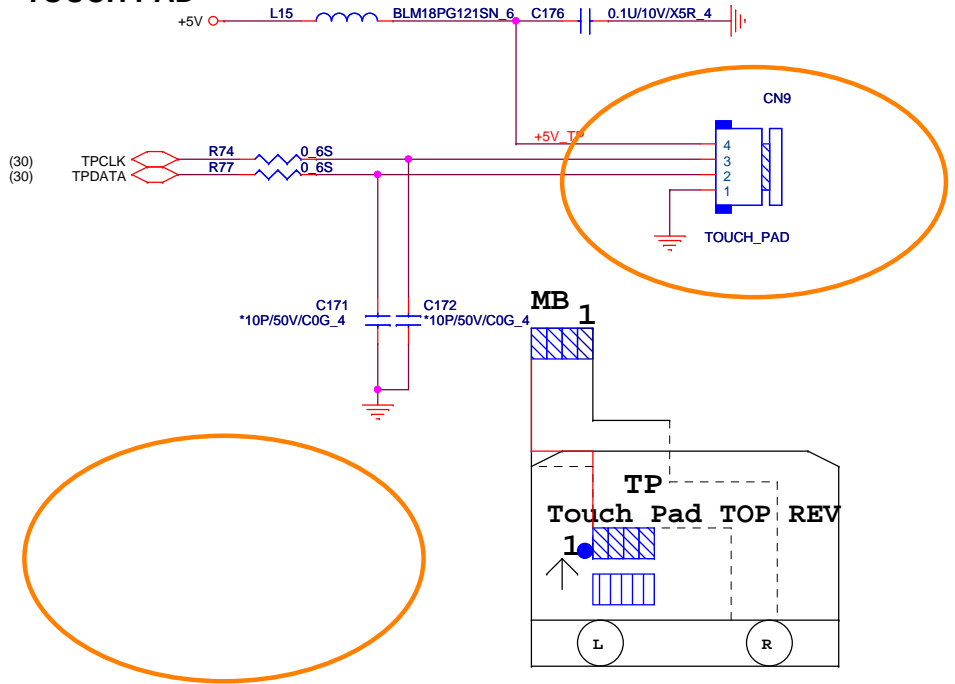 TOUCH PAD
+5V L15 BLM18PG121SN_6 C176 0.1U/10V/X5R_4
CN9
+5V_TP
4
(30) TPCLK R74 0_6S 3
(30) TPDATA R77 0_6S 2
1
TOUCH_PAD
MB 1
C171 C172
*10P/50V/C0G_4 *10P/50V/C0G_4
TP
Touch Pad TOP REV
1
L R